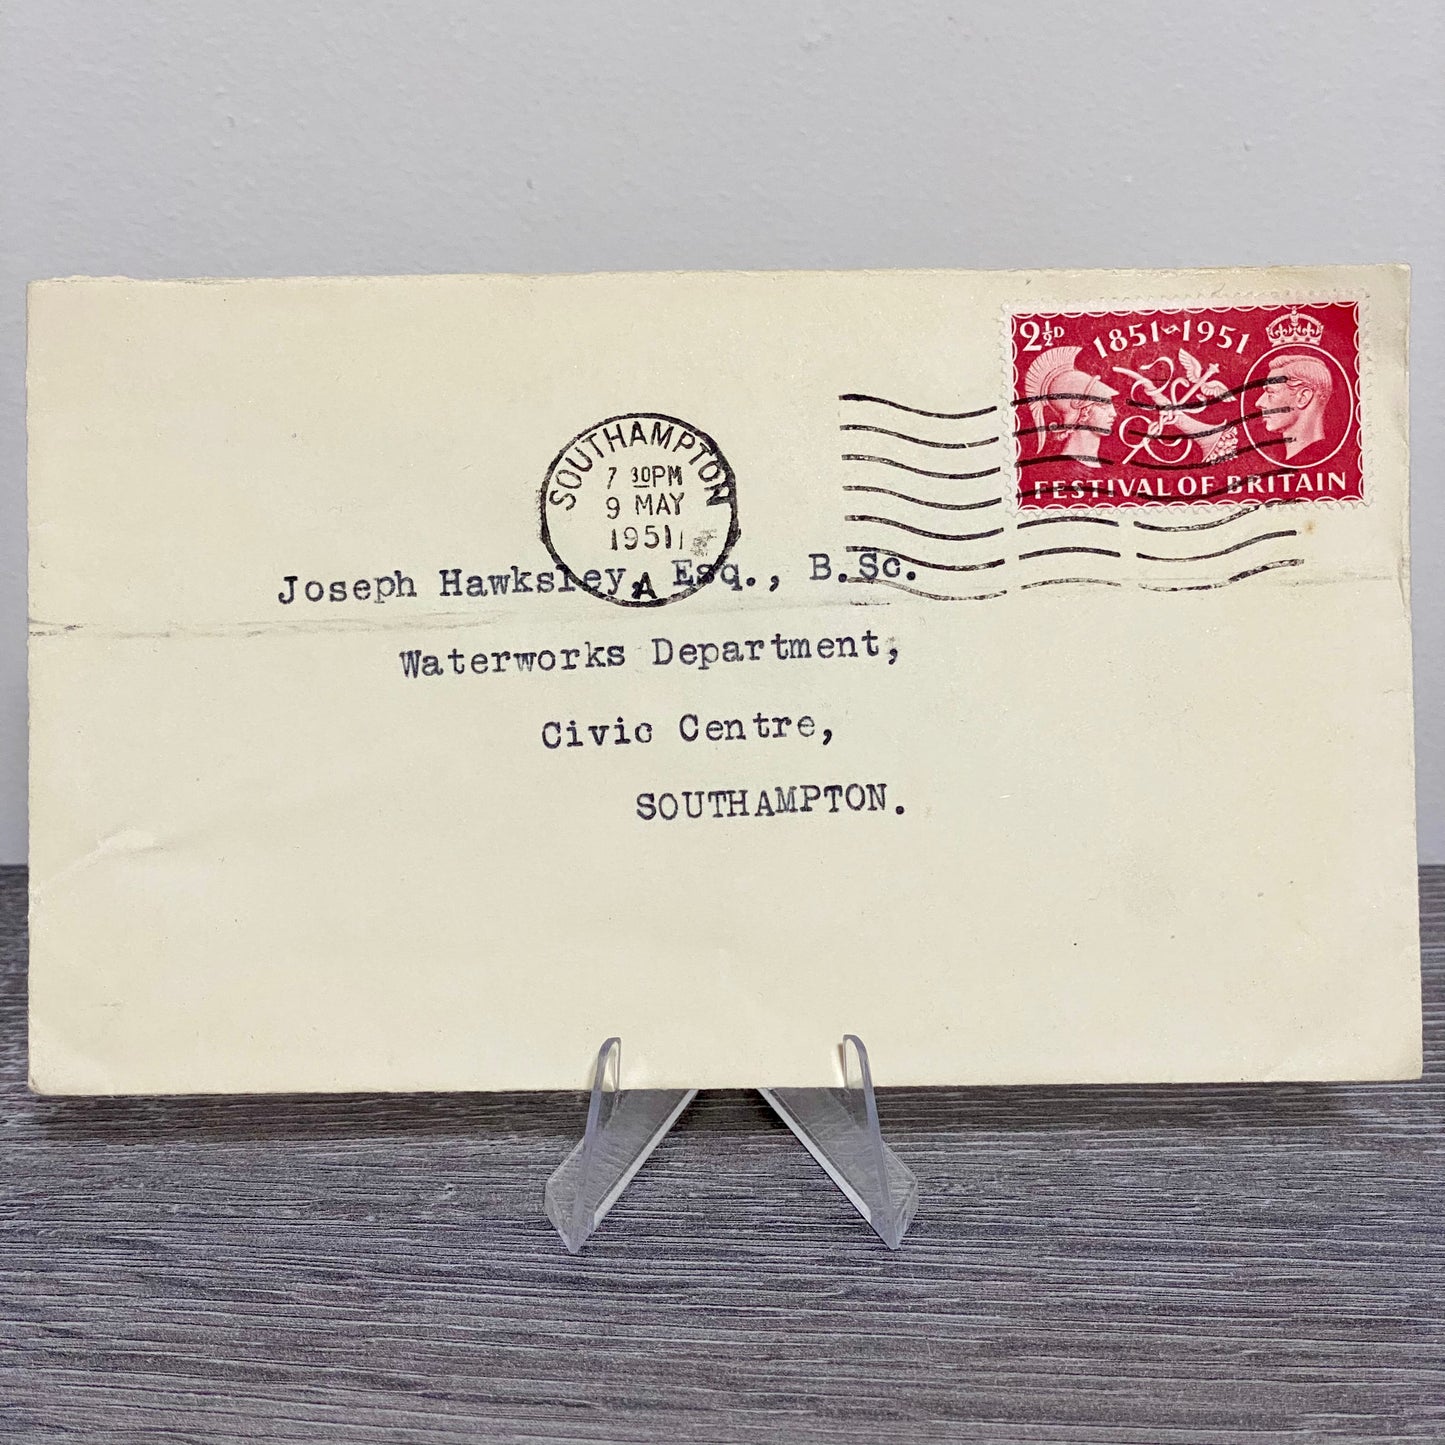 2½D
1851 1951
FESTIVAL OF BRITAIN
SOUTHAMPTON
7 30PM
9 MAY
1951
A
Joseph Hawksley, Esq., B.Sc.
Waterworks Department,
Civic Centre,
SOUTHAMPTON.